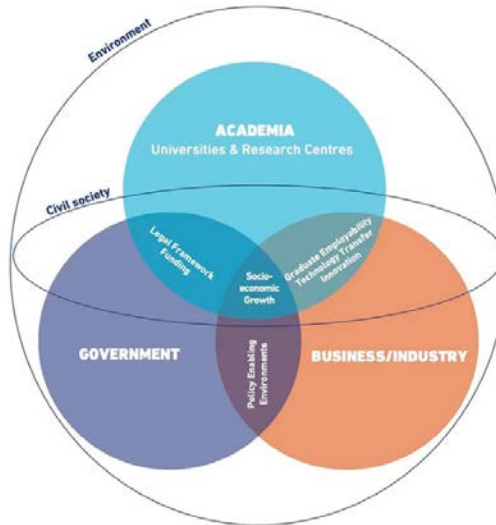 Environment
ACADEMIA
Universities & Research Centres
Civil society
Legal Framework
Funding
Graduate Employability
Technology Transfer
Innovation
Socio-
economic
Growth
GOVERNMENT
Policy Enabling
Environments
BUSINESS/INDUSTRY